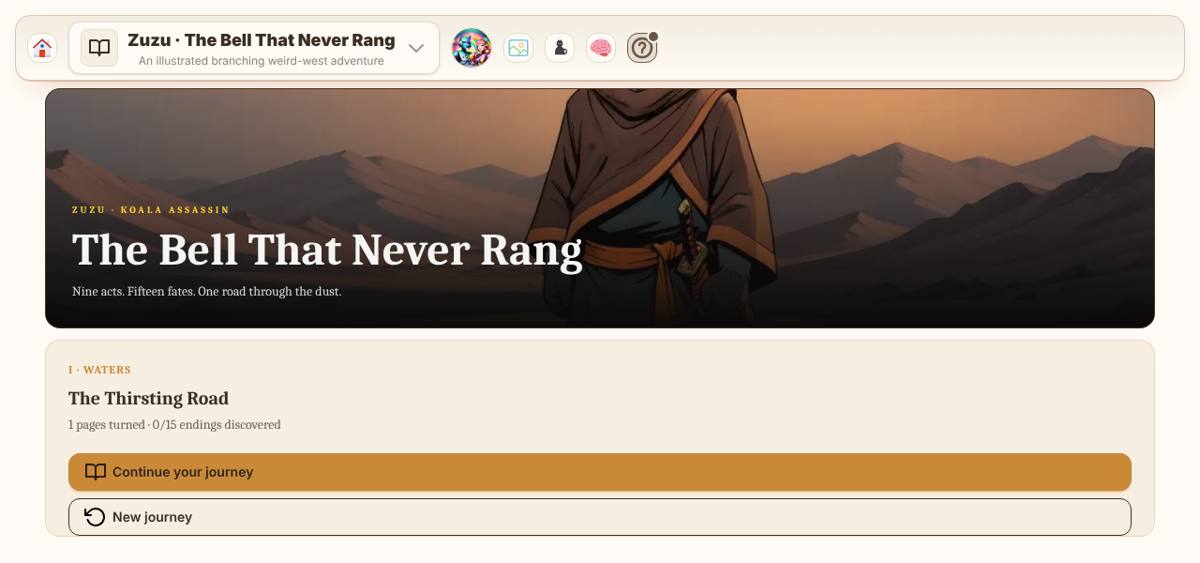 Zuzu · The Bell That Never Rang
An illustrated branching weird-west adventure
ZUZU · KOALA ASSASSIN
The Bell That Never Rang
Nine acts. Fifteen fates. One road through the dust.
I · WATERS
The Thirsting Road
1 pages turned · 0/15 endings discovered
Continue your journey
New journey